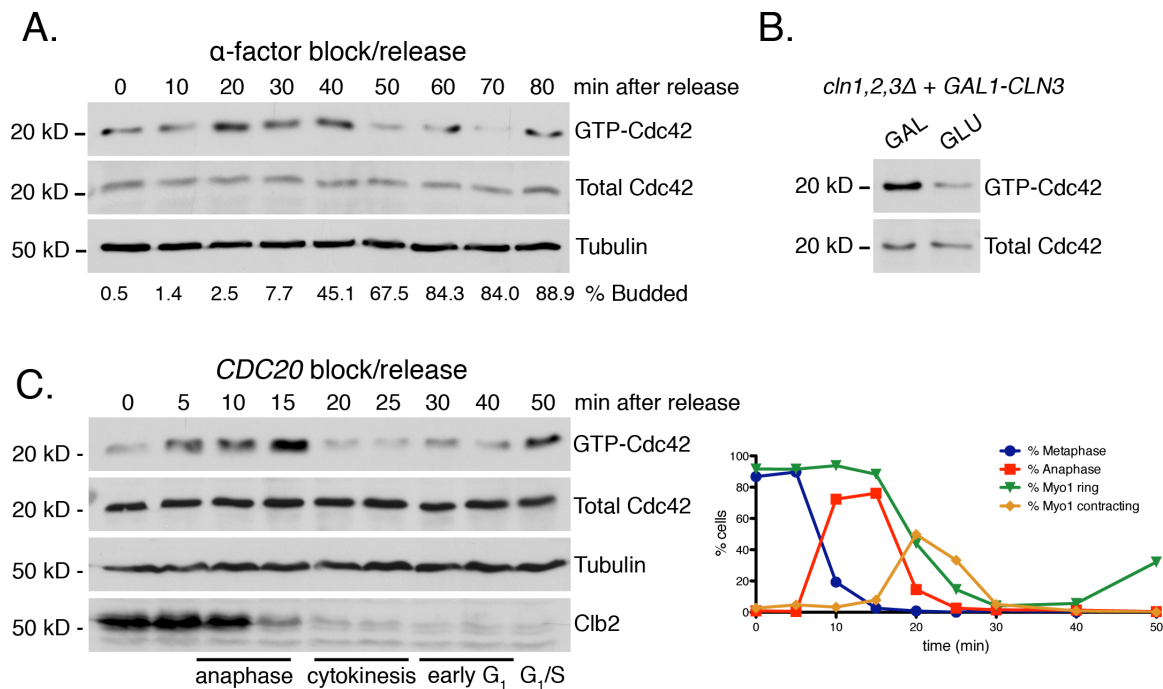 A.
α-factor block/release
0 10 20 30 40 50 60 70 80 min after release
20 kD – GTP-Cdc42
20 kD – Total Cdc42
50 kD – Tubulin
0.5 1.4 2.5 7.7 45.1 67.5 84.3 84.0 88.9 % Budded
B.
cln1,2,3Δ + GAL1-CLN3
GAL GLU
20 kD – GTP-Cdc42
20 kD – Total Cdc42
C.
CDC20 block/release
0 5 10 15 20 25 30 40 50 min after release
20 kD - GTP-Cdc42
20 kD - Total Cdc42
50 kD - Tubulin
50 kD - Clb2
anaphase cytokinesis early G1 G1/S
% Metaphase
% Anaphase
% Myo1 ring
% Myo1 contracting
% cells
100
80
60
40
20
0
0 10 20 30 40 50
time (min)